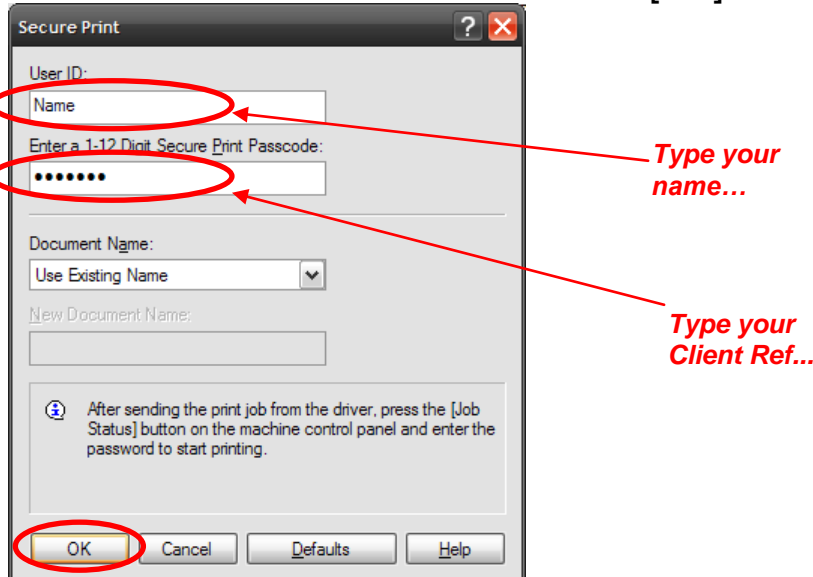 Secure Print
?
User ID:
Name
Enter a 1-12 Digit Secure Print Passcode:
•••••••
Type your
name…
Document Name:
Use Existing Name
New Document Name:
Type your
Client Ref...
After sending the print job from the driver, press the [Job
Status] button on the machine control panel and enter the
password to start printing.
OK
Cancel
Defaults
Help